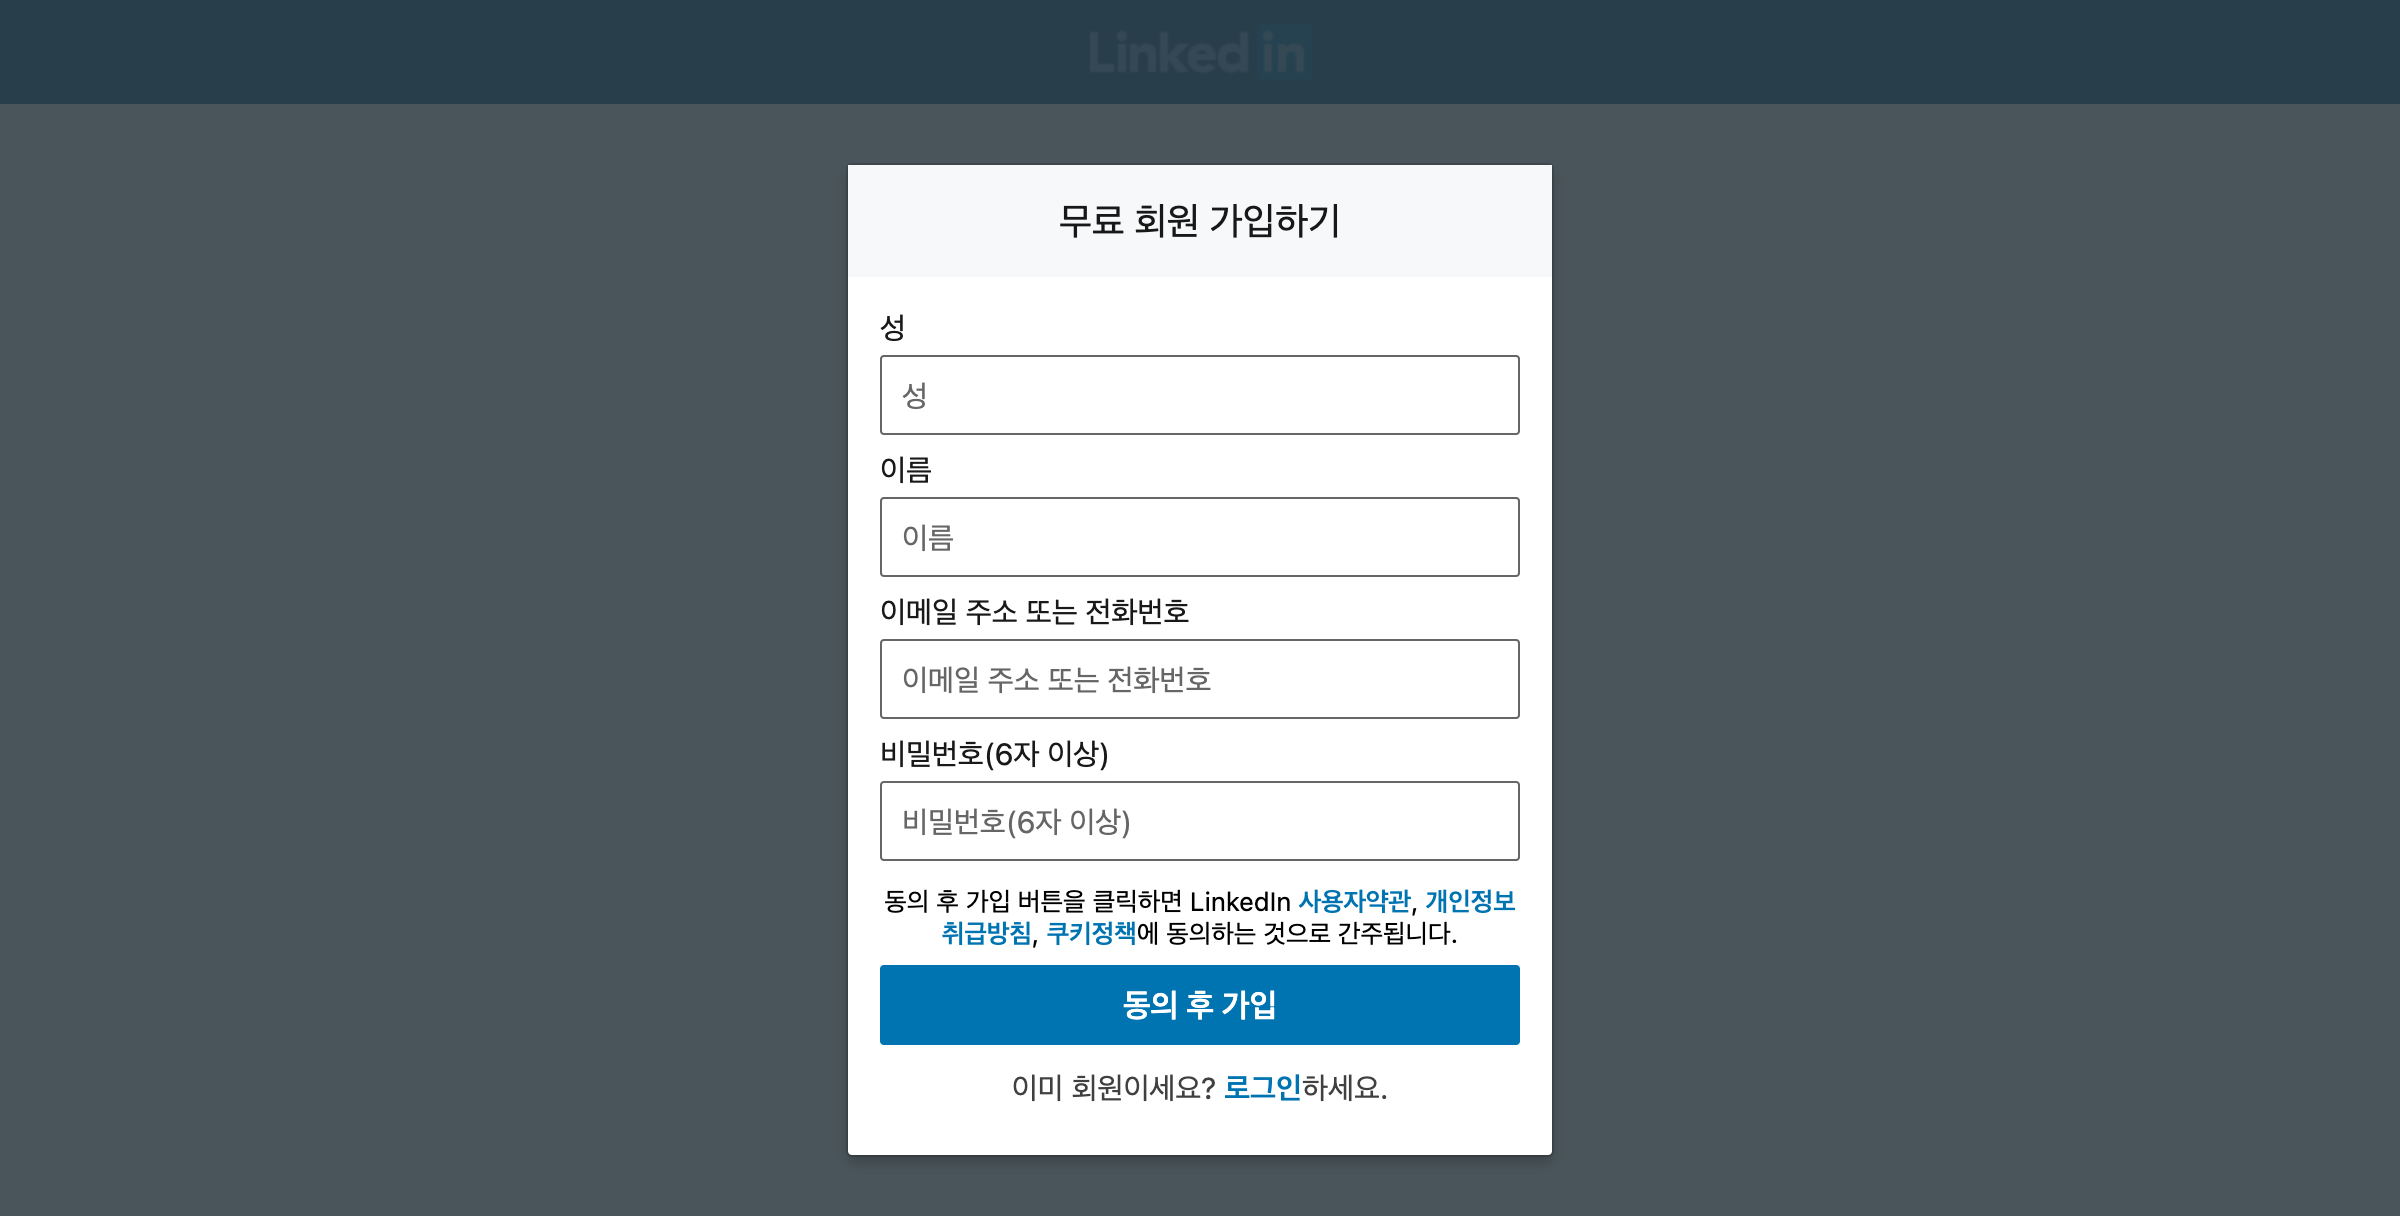 Linked in
무료 회원 가입하기
성
성
이름
이름
이메일 주소 또는 전화번호
이메일 주소 또는 전화번호
비밀번호(6자 이상)
비밀번호(6자 이상)
동의 후 가입 버튼을 클릭하면 LinkedIn 사용자약관, 개인정보
취급방침, 쿠키정책에 동의하는 것으로 간주됩니다.
동의 후 가입
이미 회원이세요? 로그인하세요.